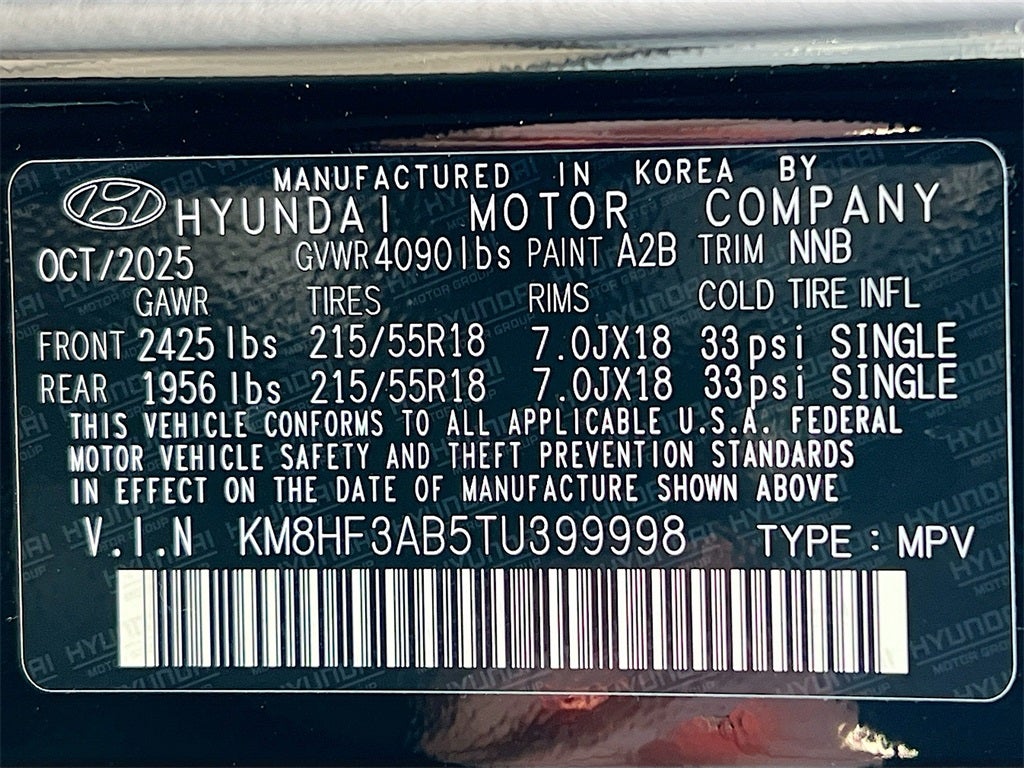 MANUFACTURED IN KOREA BY
HYUNDAI MOTOR COMPANY
OCT/2025 GVWR 4090 lbs PAINT A2B TRIM NNB
GAWR TIRES RIMS COLD TIRE INFL
FRONT 2425 lbs 215/55R18 7.0JX18 33psi SINGLE
REAR 1956 lbs 215/55R18 7.0JX18 33psi SINGLE
THIS VEHICLE CONFORMS TO ALL APPLICABLE U.S.A. FEDERAL
MOTOR VEHICLE SAFETY AND THEFT PREVENTION STANDARDS
IN EFFECT ON THE DATE OF MANUFACTURE SHOWN ABOVE
V.I.N KM8HF3AB5TU399998 TYPE : MPV